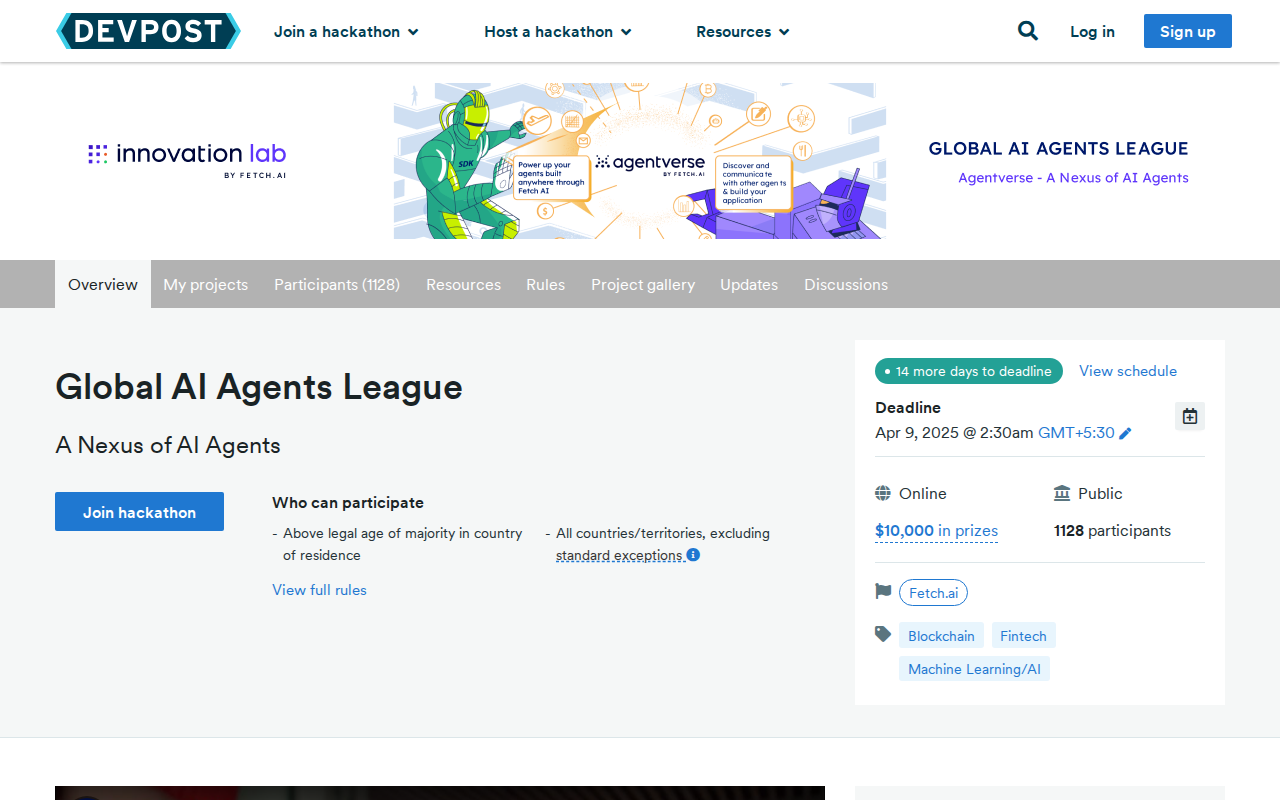 DEVPOST
Join a hackathon
Host a hackathon
Resources
Log in
Sign up
innovation lab
BY FETCH.AI
SDK
Power up your
agents built
anywhere through
Fetch AI
agentverse
BY FETCH.AI
Discover and
communicate
with other agents
& build your
application
GLOBAL AI AGENTS LEAGUE
Agentverse - A Nexus of AI Agents
Overview
My projects
Participants (1128)
Resources
Rules
Project gallery
Updates
Discussions
Global AI Agents League
A Nexus of AI Agents
Join hackathon
Who can participate
- Above legal age of majority in country
of residence
- All countries/territories, excluding
standard exceptions
View full rules
14 more days to deadline
View schedule
Deadline
Apr 9, 2025 @ 2:30am GMT+5:30
Online
Public
$10,000 in prizes
1128 participants
Fetch.ai
Blockchain
Fintech
Machine Learning/AI